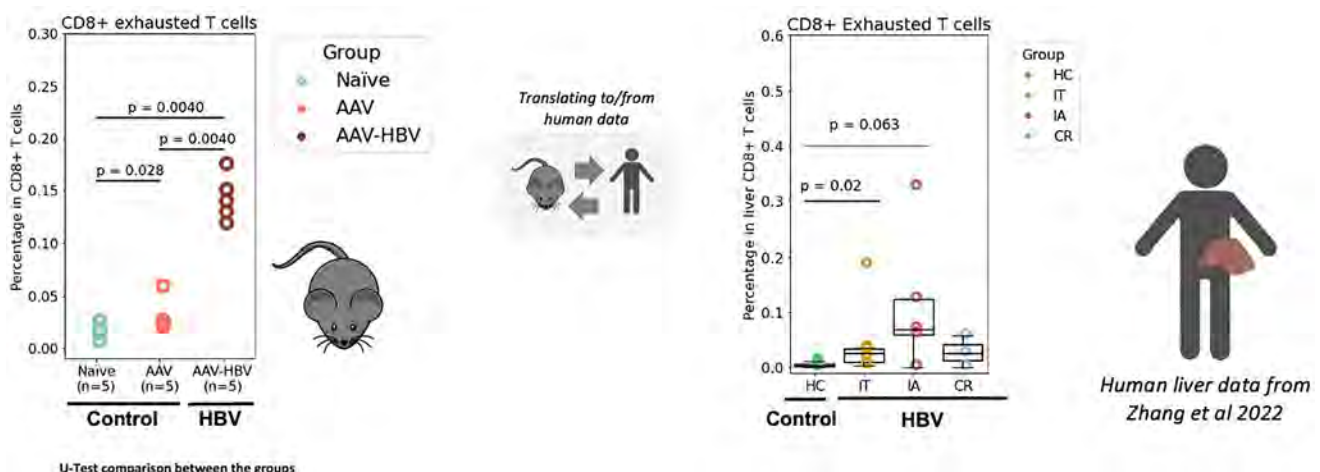 CD8+ exhausted T cells
Percentage in CD8+ T cells
0.30
0.25
0.20
0.15
0.10
0.05
0.00
p = 0.0040
p = 0.0040
p = 0.028
Naïve
(n=5)
AAV
(n=5)
AAV-HBV
(n=5)
Control
HBV
Group
Naïve
AAV
AAV-HBV
U-Test comparison between the groups
Translating to/from
human data
CD8+ Exhausted T cells
Percentage in liver CD8+ T cells
0.6
0.5
0.4
0.3
0.2
0.1
0.0
p = 0.063
p = 0.02
HC
IT
IA
CR
Control
HBV
Group
HC
IT
IA
CR
Human liver data from
Zhang et al 2022